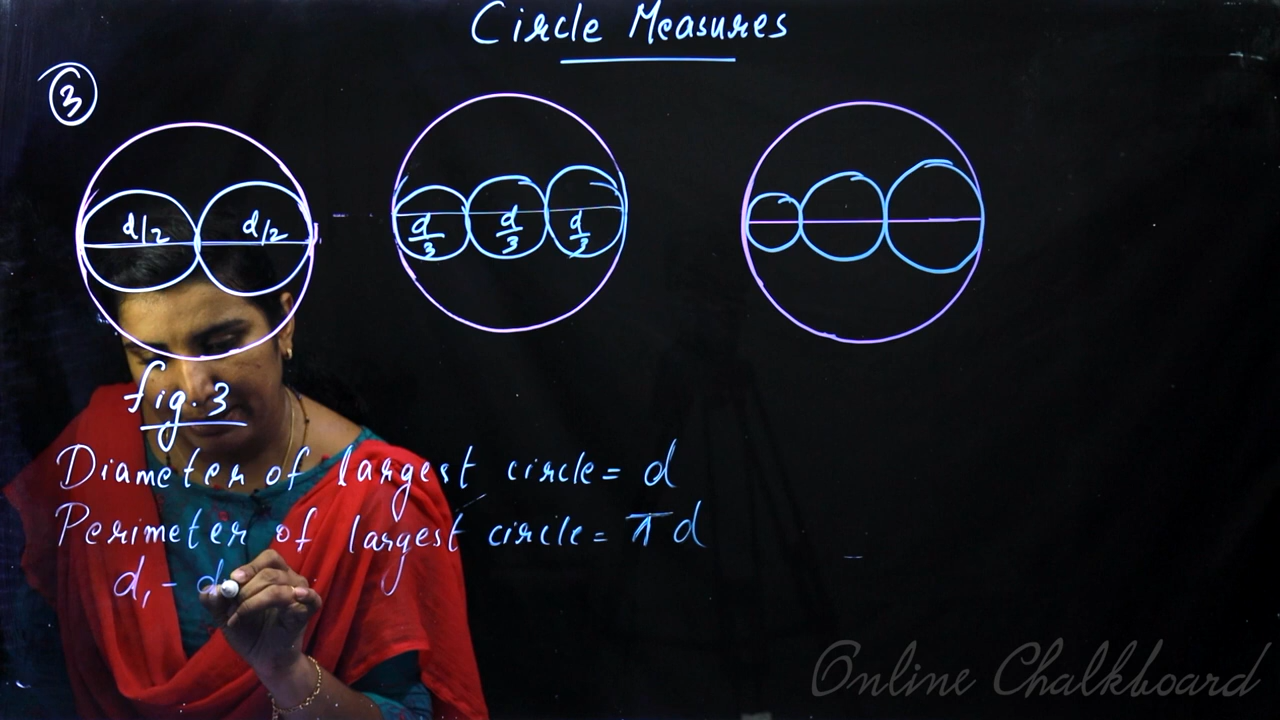 Circle Measures
3
d/2 d/2
d/3 d/3 d/3
fig.3
Diameter of largest circle = d
Perimeter of largest circle = πd
d₁ - d
Online Chalkboard